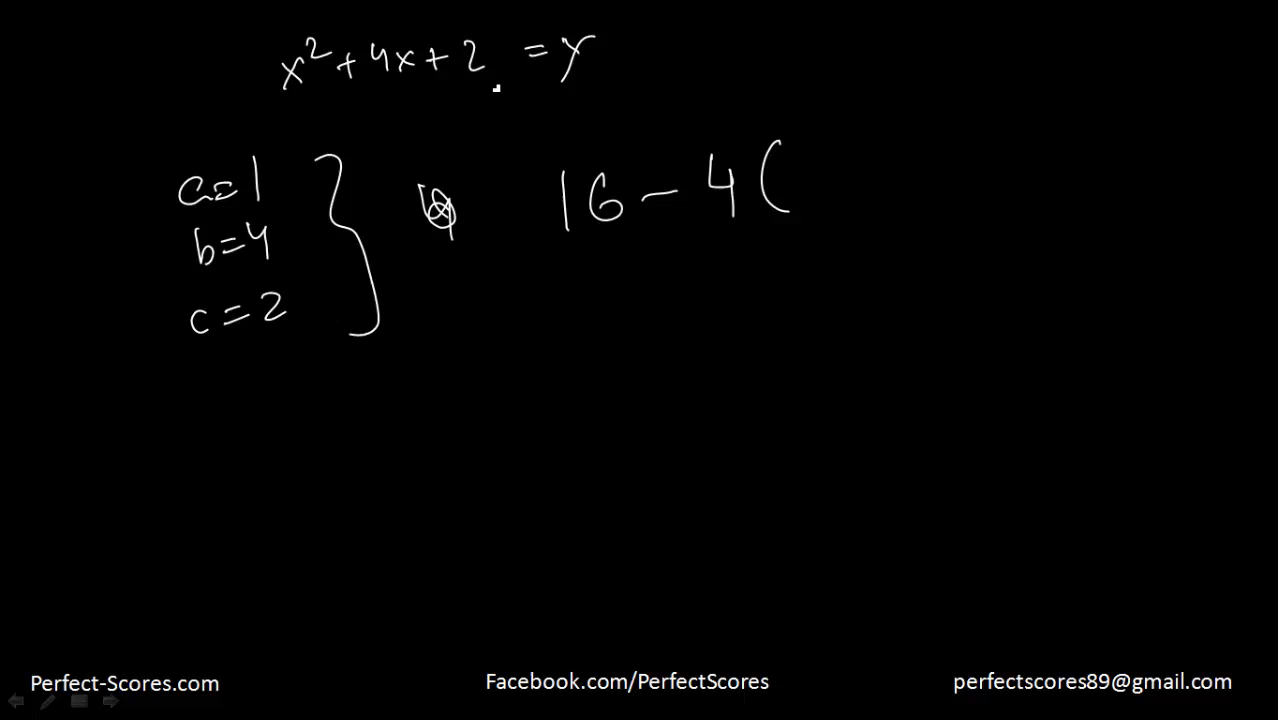 x²+4x+2 = y
a=1
b=4
c=2
16-4(
Perfect-Scores.com
Facebook.com/PerfectScores
perfectscores89@gmail.com